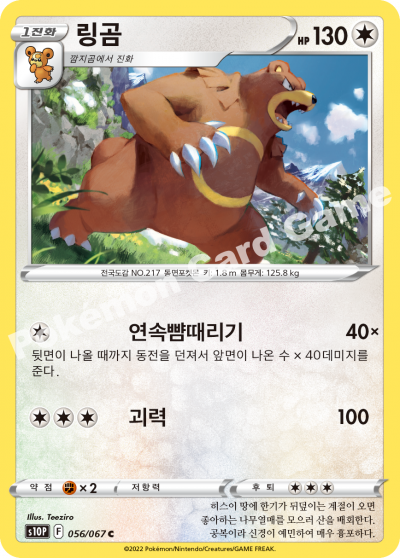 1진화
링곰
HP 130
깜지곰에서 진화
전국도감 NO.217 동면포켓몬 키: 1.8 m 몸무게: 125.8 kg
Pokémon Card Game
연속뺨때리기 40×
뒷면이 나올 때까지 동전을 던져서 앞면이 나온 수 × 40데미지를
준다.
괴력 100
약점 ×2 저항력 후퇴
Illus. Teeziro
s10P F 056/067 C
허스이 땅에 한기가 뒤덮이는 계절이 오면
좋아하는 나무열매를 모으러 산을 배회한다.
공복이라 신경이 예민하여 매우 흉포하다.
©2022 Pokémon/Nintendo/Creatures/GAME FREAK.